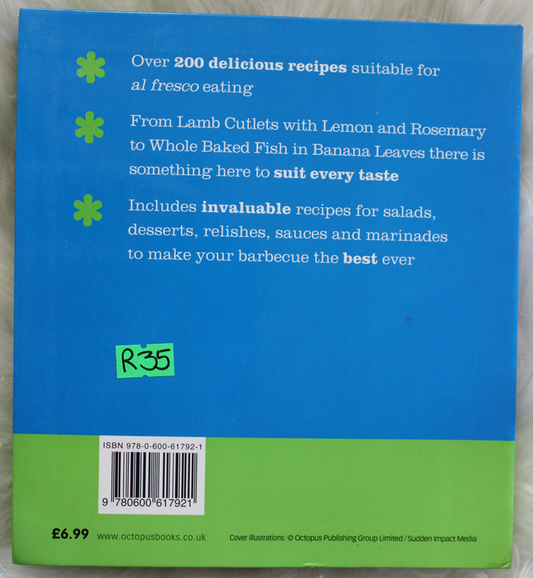 Over 200 delicious recipes suitable for
al fresco eating
From Lamb Cutlets with Lemon and Rosemary
to Whole Baked Fish in Banana Leaves there is
something here to suit every taste
Includes invaluable recipes for salads,
desserts, relishes, sauces and marinades
to make your barbecue the best ever
R35
ISBN 978-0-600-61792-1
9 780600 617921
£6.99 www.octopusbooks.co.uk Cover illustrations: © Octopus Publishing Group Limited / Sudden Impact Media